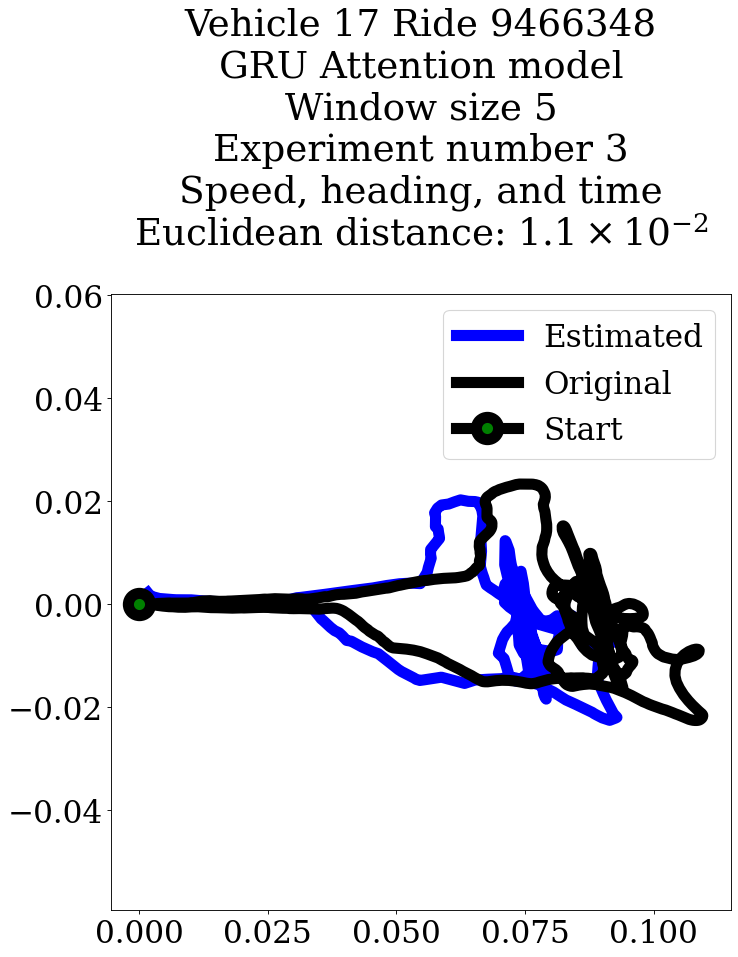 Vehicle 17 Ride 9466348
GRU Attention model
Window size 5
Experiment number 3
Speed, heading, and time
Euclidean distance: 1.1 × 10⁻²
Estimated
Original
Start
0.06
0.04
0.02
0.00
−0.02
−0.04
0.000 0.025 0.050 0.075 0.100